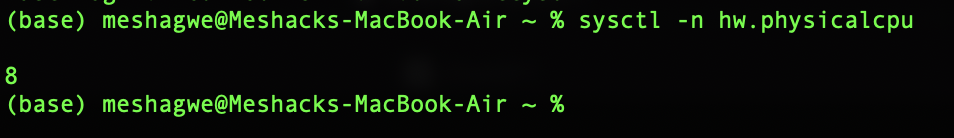 (base) meshagwe@Meshacks-MacBook-Air ~ % sysctl -n hw.physicalcpu
8
(base) meshagwe@Meshacks-MacBook-Air ~ %